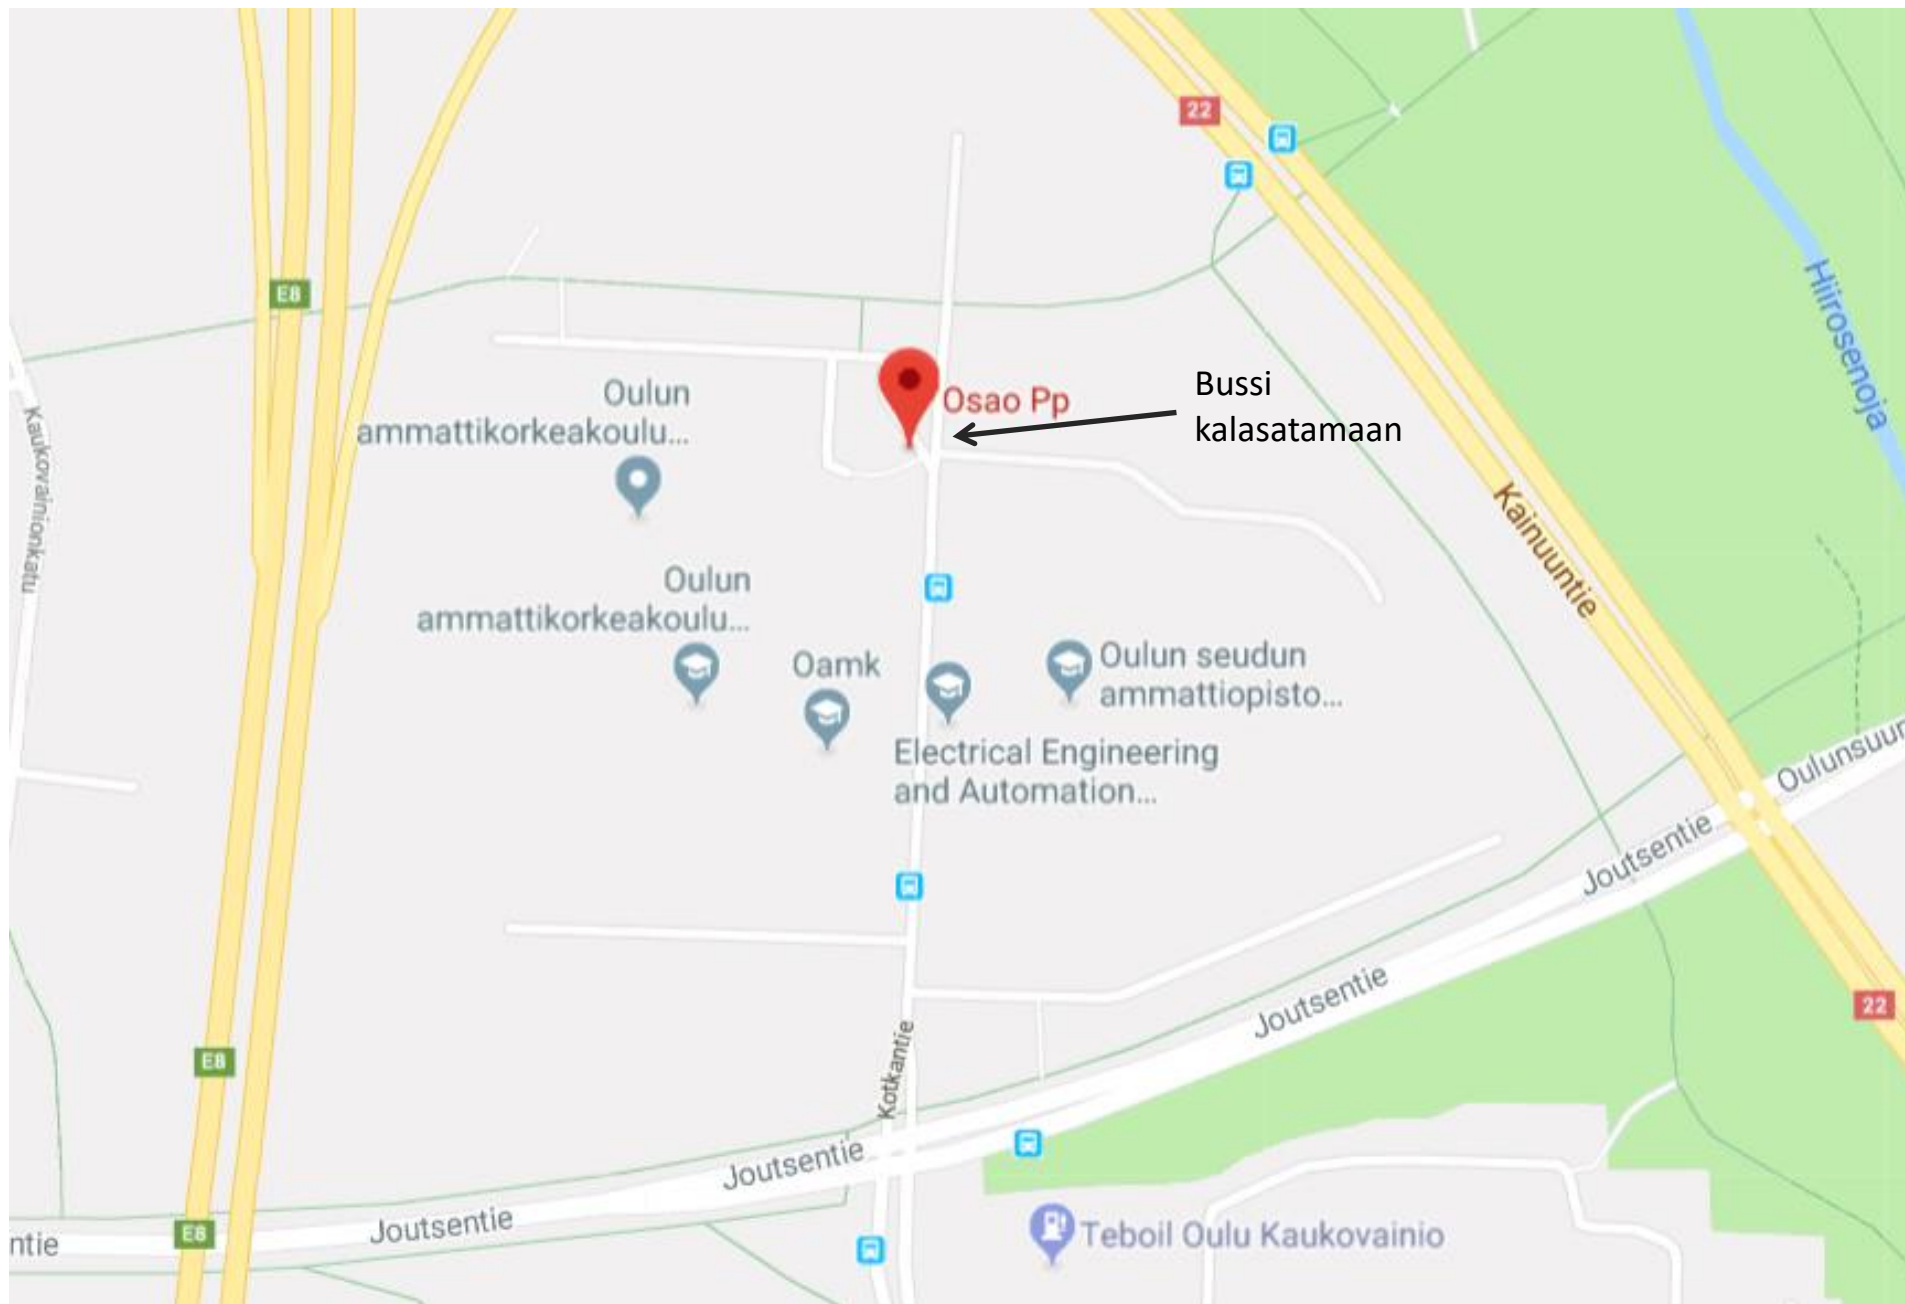 22
Hiirosenoja
E8
Bussi
kalasatamaan
Osao Pp
Oulun
ammattikorkeakoulu...
Kaukovainionkatu
Kainuuntie
Oulun
ammattikorkeakoulu...
Oamk
Oulun seudun
ammattiopisto...
Electrical Engineering
and Automation...
Oulunsuur
Joutsentie
Joutsentie
22
Kotkantie
E8
Joutsentie
Joutsentie
E8
ntie
Teboil Oulu Kaukovainio